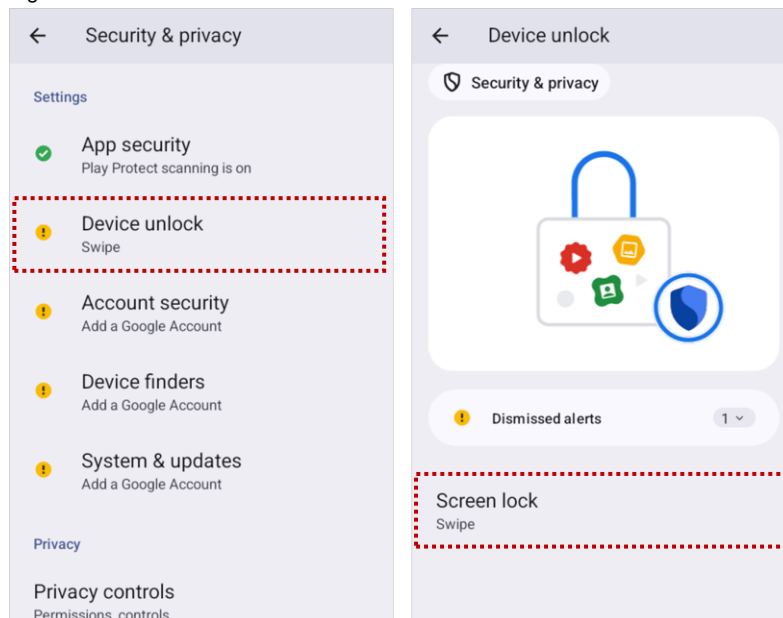 Security & privacy
Settings
App security
Play Protect scanning is on
Device unlock
Swipe
Account security
Add a Google Account
Device finders
Add a Google Account
System & updates
Add a Google Account
Privacy
Privacy controls
Permissions, controls
Device unlock
Security & privacy
Dismissed alerts
1
Screen lock
Swipe